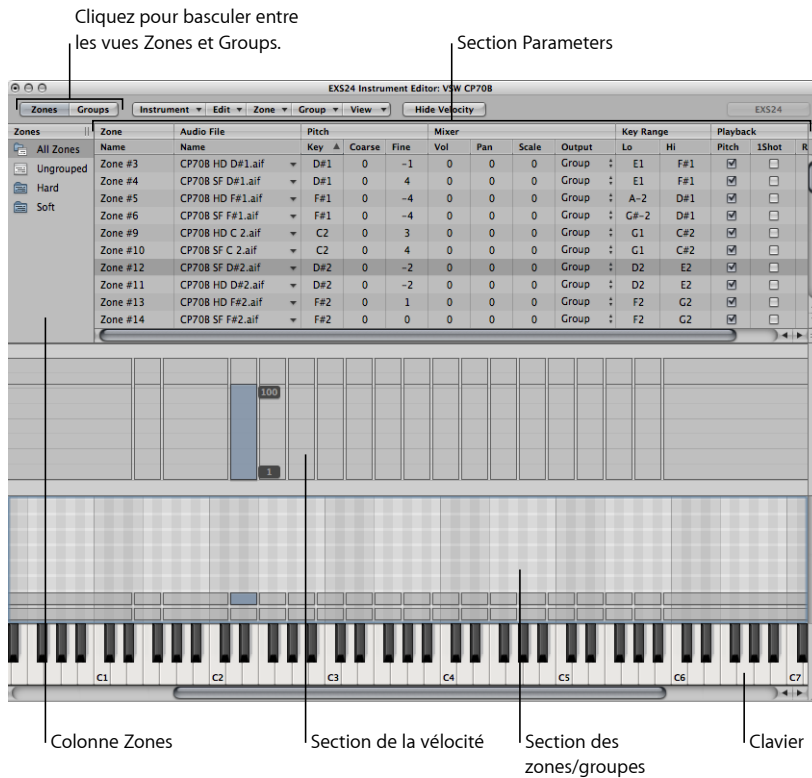 Cliquez pour basculer entre
les vues Zones et Groups.
Section Parameters
EXS24 Instrument Editor: VSW CP70B
Zones Groups Instrument Edit Zone Group View Hide Velocity EXS24
Zones Zone Audio File Pitch Mixer Key Range Playback
All Zones Name Name Key Coarse Fine Vol Pan Scale Output Lo Hi Pitch 1Shot R
Ungrouped Zone #3 CP70B HD D#1.aif D#1 0 -1 0 0 0 Group E1 F#1
Hard Zone #4 CP70B SF D#1.aif D#1 0 4 0 0 0 Group E1 F#1
Soft Zone #5 CP70B HD F#1.aif F#1 0 -4 0 0 0 Group A-2 D#1
Zone #6 CP70B SF F#1.aif F#1 0 -4 0 0 0 Group G#-2 D#1
Zone #9 CP70B HD C 2.aif C2 0 3 0 0 0 Group G1 C#2
Zone #10 CP70B SF C 2.aif C2 0 4 0 0 0 Group G1 C#2
Zone #12 CP70B SF D#2.aif D#2 0 -2 0 0 0 Group D2 E2
Zone #11 CP70B HD D#2.aif D#2 0 -2 0 0 0 Group D2 E2
Zone #13 CP70B HD F#2.aif F#2 0 1 0 0 0 Group F2 G2
Zone #14 CP70B SF F#2.aif F#2 0 0 0 0 0 Group F2 G2
100
1
C1 C2 C3 C4 C5 C6 C7
Colonne Zones
Section de la vélocité
Section des
zones/groupes
Clavier